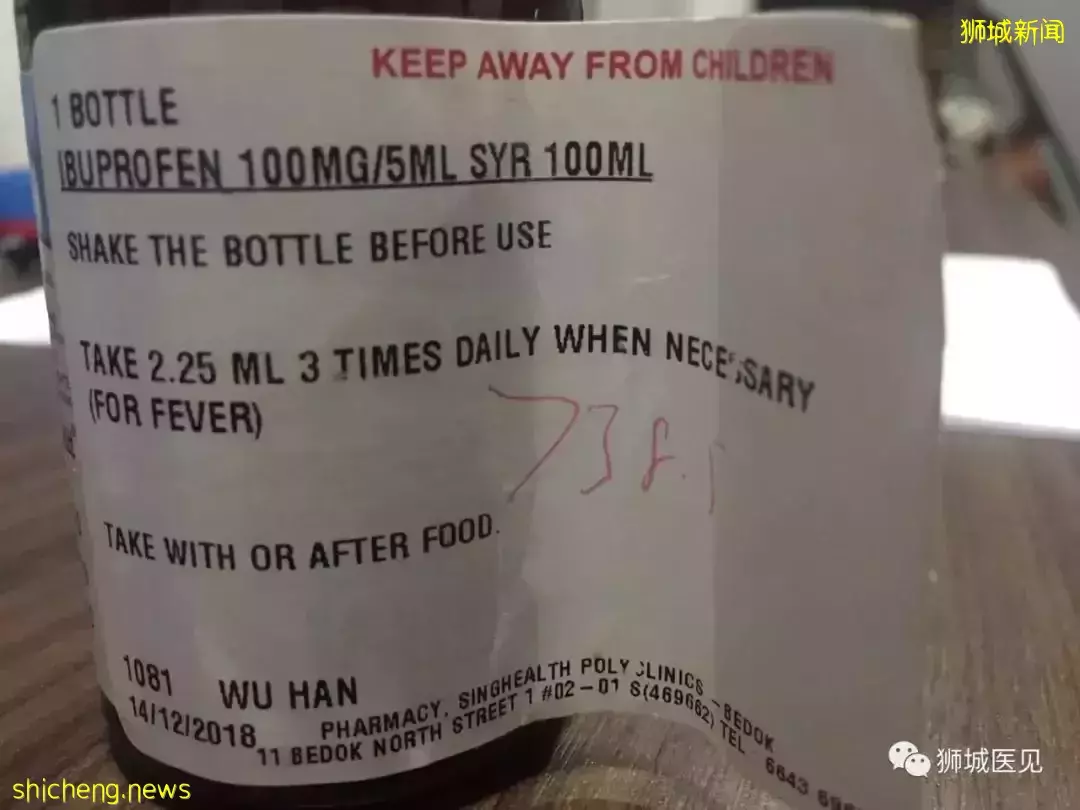 狮城新闻
KEEP AWAY FROM CHILDREN
1 BOTTLE
IBUPROFEN 100MG/5ML SYR 100ML
SHAKE THE BOTTLE BEFORE USE
TAKE 2.25 ML 3 TIMES DAILY WHEN NECESSARY
(FOR FEVER)
>38.5
TAKE WITH OR AFTER FOOD.
1081 WU HAN
14/12/2018 PHARMACY, SINGHEALTH POLYCLINICS - BEDOK
11 BEDOK NORTH STREET 1 #02-01 S(469662) TEL - 6643
狮城医见
shicheng.news